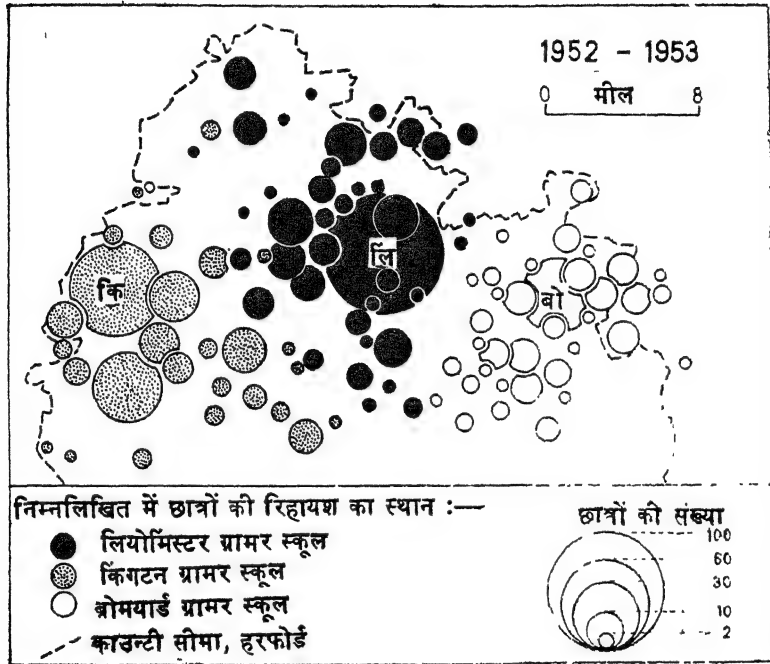 1952 - 1953
0 मील 8
लि
कि
बो
निम्नलिखित में छात्रों की रिहायश का स्थान :—
लियोमिस्टर ग्रामर स्कूल
किंगटन ग्रामर स्कूल
ब्रोमयार्ड ग्रामर स्कूल
काउन्टी सीमा, हरफोर्ड
छात्रों की संख्या
100
60
30
10
2